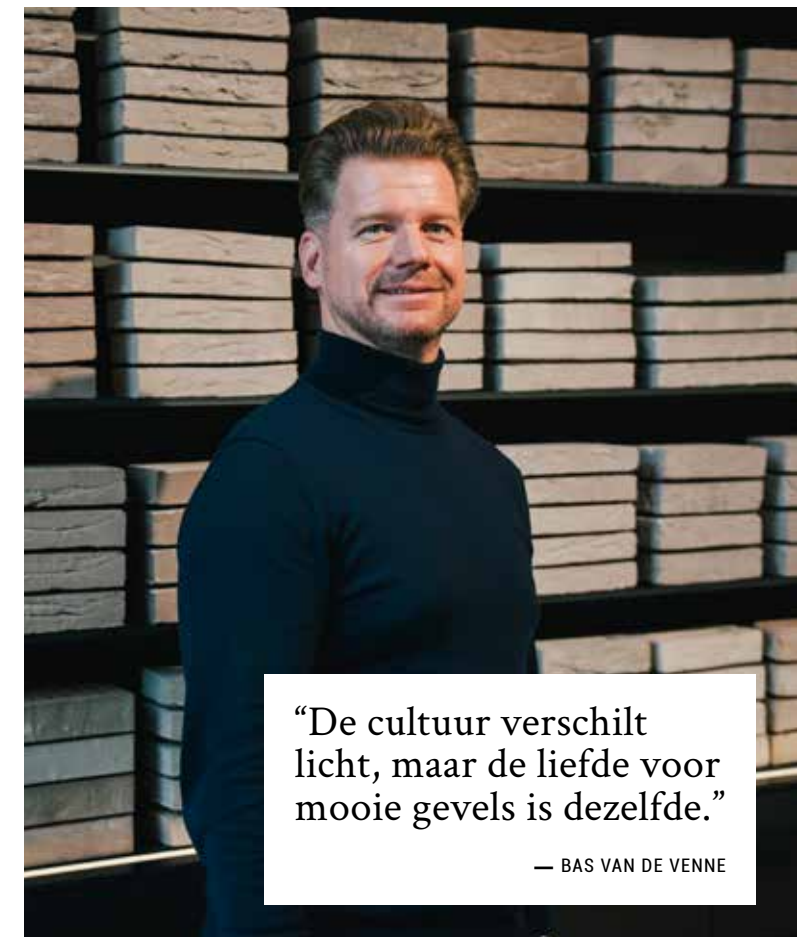 “De cultuur verschilt
licht, maar de liefde voor
mooie gevels is dezelfde.”
— BAS VAN DE VENNE